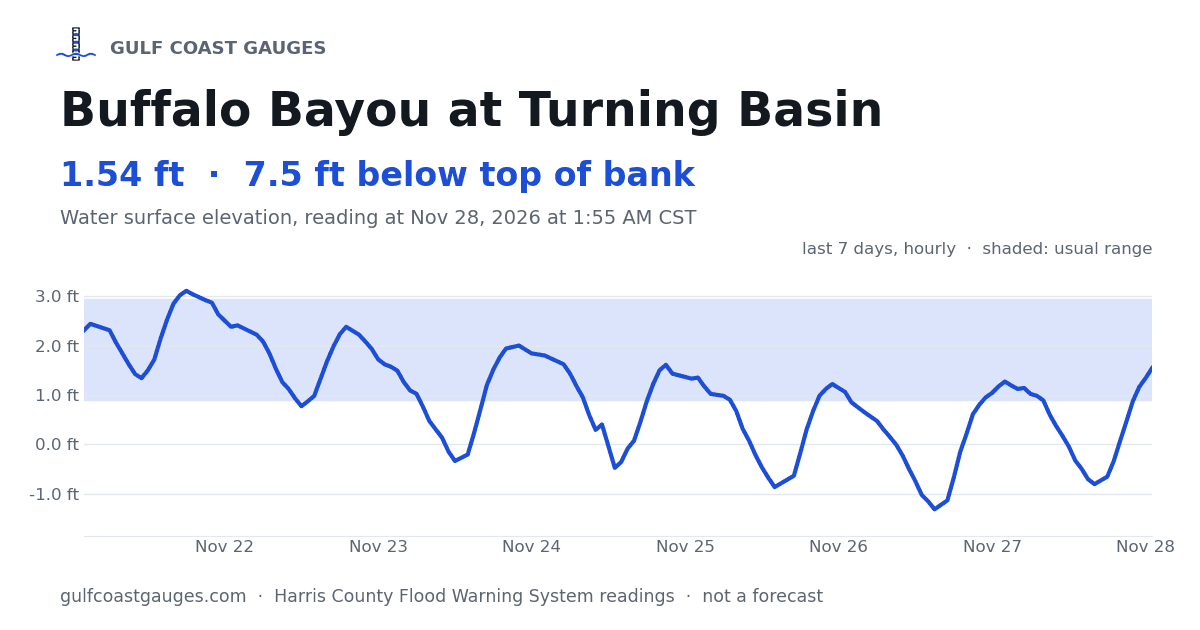 GULF COAST GAUGES
Buffalo Bayou at Turning Basin
1.54 ft · 7.5 ft below top of bank
Water surface elevation, reading at Nov 28, 2026 at 1:55 AM CST
last 7 days, hourly · shaded: usual range
3.0 ft
2.0 ft
1.0 ft
0.0 ft
-1.0 ft
Nov 22 Nov 23 Nov 24 Nov 25 Nov 26 Nov 27 Nov 28
gulfcoastgauges.com · Harris County Flood Warning System readings · not a forecast